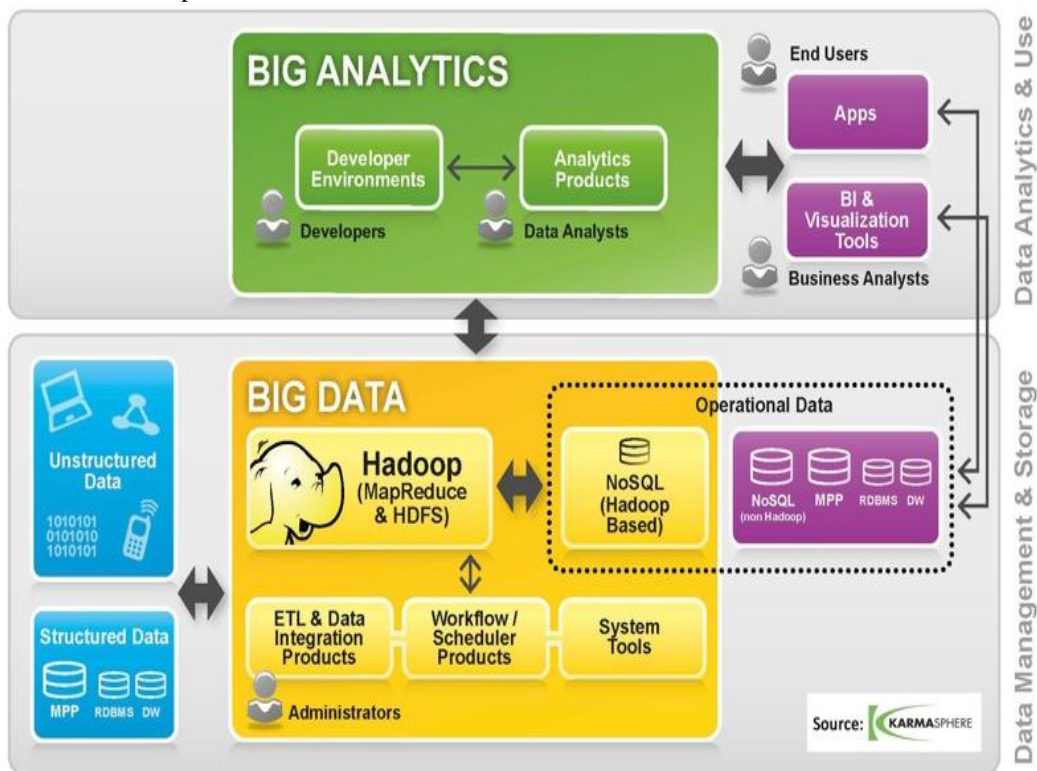 BIG ANALYTICS
Developer
Environments
Developers
Analytics
Products
Data Analysts
End Users
Apps
BI &
Visualization
Tools
Business Analysts
Data Analytics & Use
Unstructured
Data
1010101
0101010
1010101
Structured Data
MPP
RDBMS
DW
BIG DATA
Hadoop
(MapReduce
& HDFS)
Operational Data
NoSQL
(Hadoop
Based)
NoSQL
(non Hadoop)
MPP
RDBMS
DW
ETL & Data
Integration
Products
Workflow /
Scheduler
Products
System
Tools
Administrators
Source: KARMASPHERE
Data Management & Storage